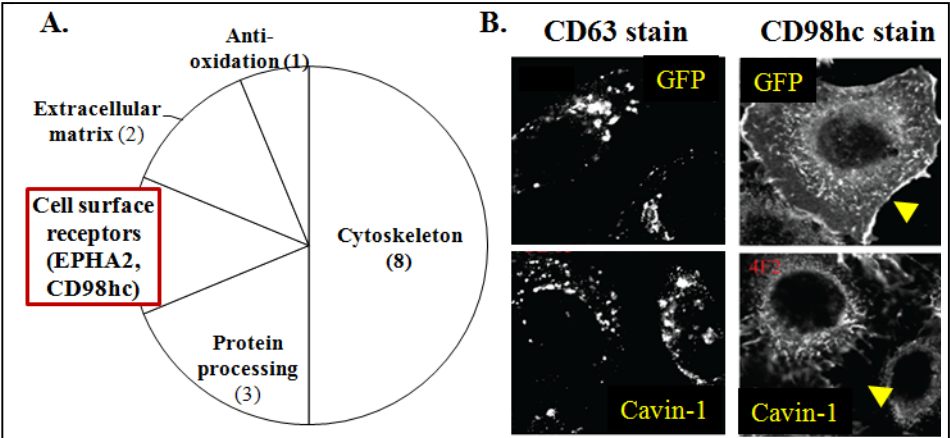 A.
Anti-
oxidation (1)
Extracellular
matrix (2)
Cell surface
receptors
(EPHA2,
CD98hc)
Cytoskeleton
(8)
Protein
processing
(3)
B.
CD63 stain
CD98hc stain
GFP
GFP
Cavin-1
4F2
Cavin-1